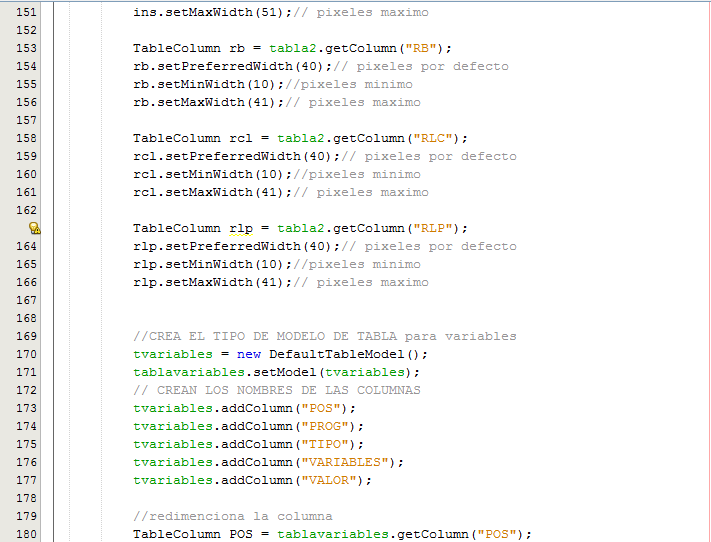 151 ins.setMaxWidth(51);// pixeles maximo
152
153 TableColumn rb = tabla2.getColumn("RB");
154 rb.setPreferredWidth(40);// pixeles por defecto
155 rb.setMinWidth(10);//pixeles minimo
156 rb.setMaxWidth(41);// pixeles maximo
157
158 TableColumn rcl = tabla2.getColumn("RLC");
159 rcl.setPreferredWidth(40);// pixeles por defecto
160 rcl.setMinWidth(10);//pixeles minimo
161 rcl.setMaxWidth(41);// pixeles maximo
162
TableColumn rlp = tabla2.getColumn("RLP");
164 rlp.setPreferredWidth(40);// pixeles por defecto
165 rlp.setMinWidth(10);//pixeles minimo
166 rlp.setMaxWidth(41);// pixeles maximo
167
168
169 //CREA EL TIPO DE MODELO DE TABLA para variables
170 tvariables = new DefaultTableModel();
171 tablavariables.setModel(tvariables);
172 // CREAN LOS NOMBRES DE LAS COLUMNAS
173 tvariables.addColumn("POS");
174 tvariables.addColumn("PROG");
175 tvariables.addColumn("TIPO");
176 tvariables.addColumn("VARIABLES");
177 tvariables.addColumn("VALOR");
178
179 //redimenciona la columna
180 TableColumn POS = tablavariables.getColumn("POS");